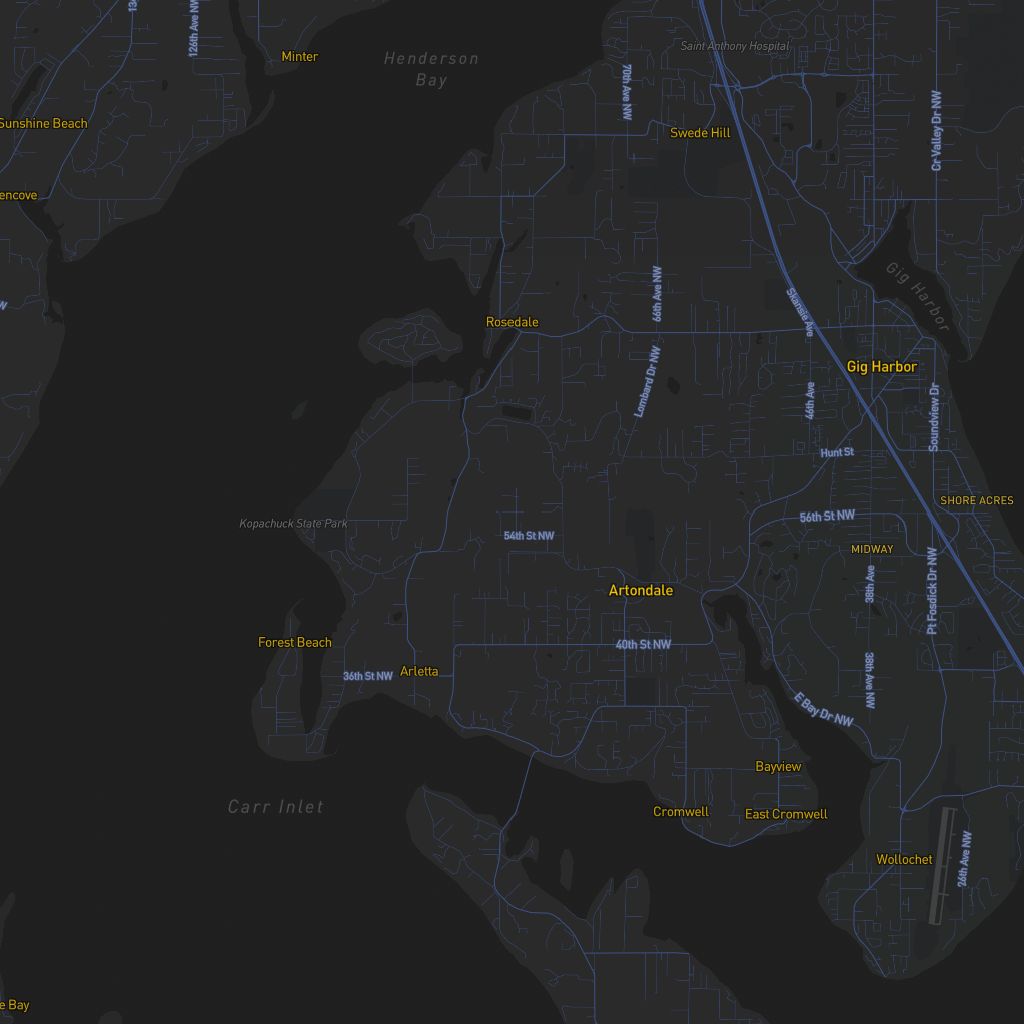 126th Ave NW
Minter
Henderson
Bay
Saint Anthony Hospital
70th Ave NW
Cr Valley Dr NW
Sunshine Beach
Swede Hill
encove
Gig Harbor
66th Ave NW
Skansie Ave
Rosedale
Lombard Dr NW
Gig Harbor
46th Ave
Soundview Dr
Hunt St
SHORE ACRES
56th St NW
Kopachuck State Park
54th St NW
MIDWAY
38th Ave
Pt Fosdick Dr NW
Artondale
Forest Beach
40th St NW
Arletta
36th St NW
38th Ave NW
E Bay Dr NW
Bayview
Carr Inlet
Cromwell
East Cromwell
Wollochet
26th Ave NW
e Bay